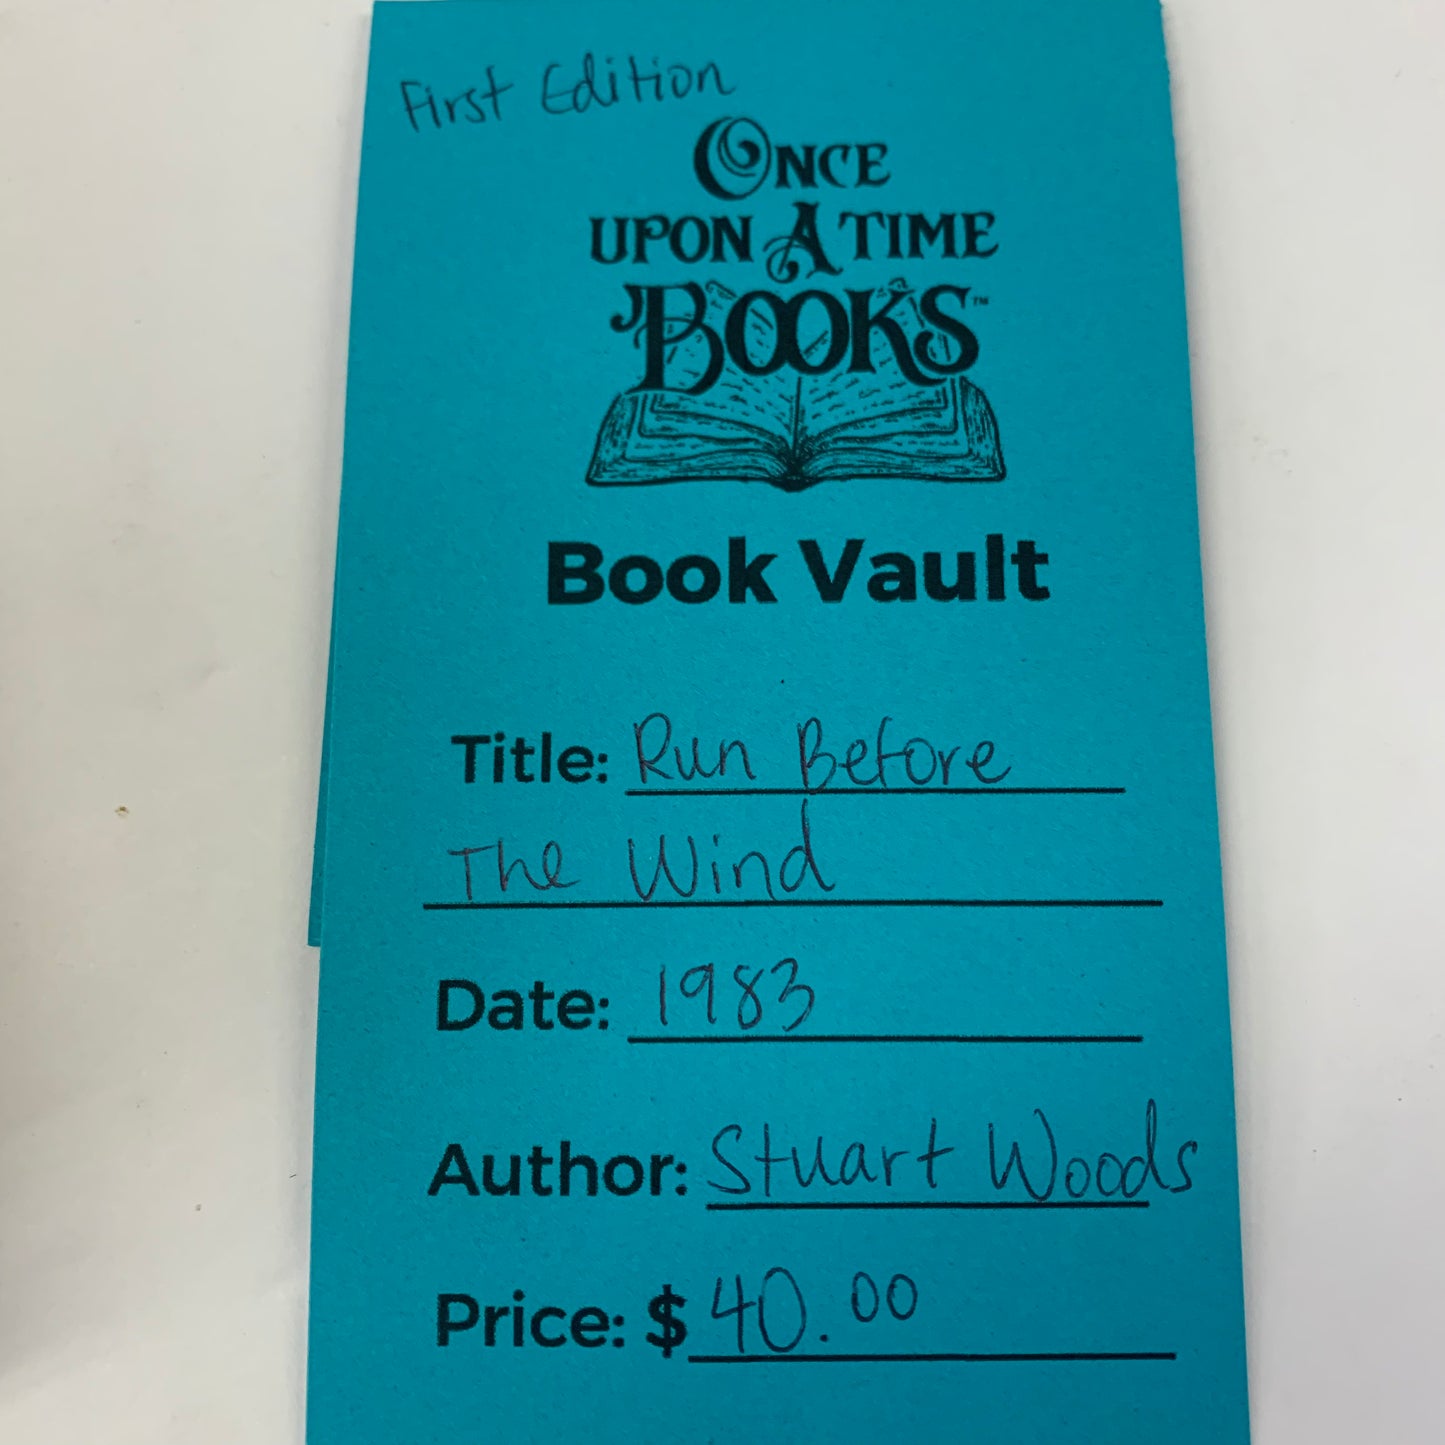 First Edition
ONCE
UPON A TIME
BOOKS™
Book Vault
Title: Run Before
The Wind
Date: 1983
Author: Stuart Woods
Price: $ 40.00